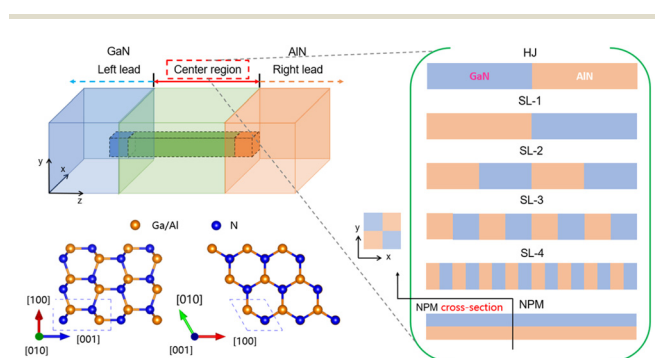 GaN
AlN
Left lead
Center region
Right lead
y
x
z
Ga/Al
N
[100]
[010]
[001]
[010]
[001]
[100]
HJ
GaN
AlN
SL-1
SL-2
SL-3
SL-4
y
x
NPM cross-section
NPM